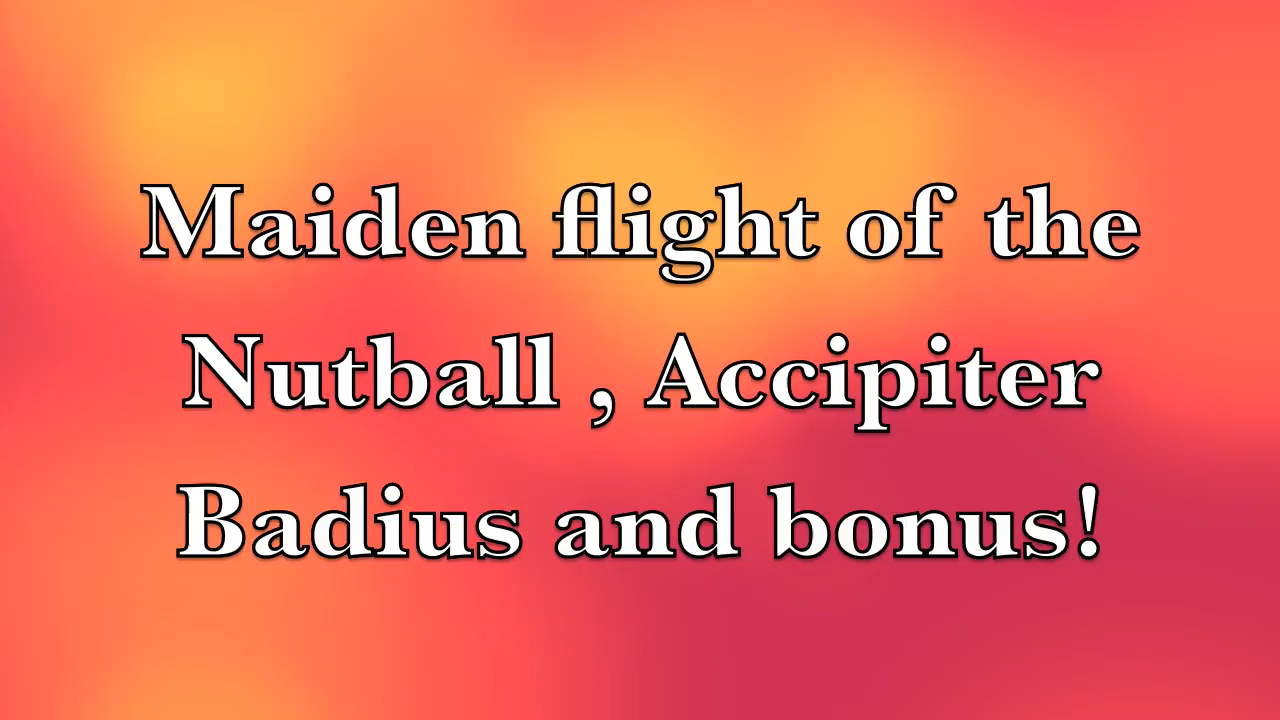 Maiden flight of the
Nutball , Accipiter
Badius and bonus!